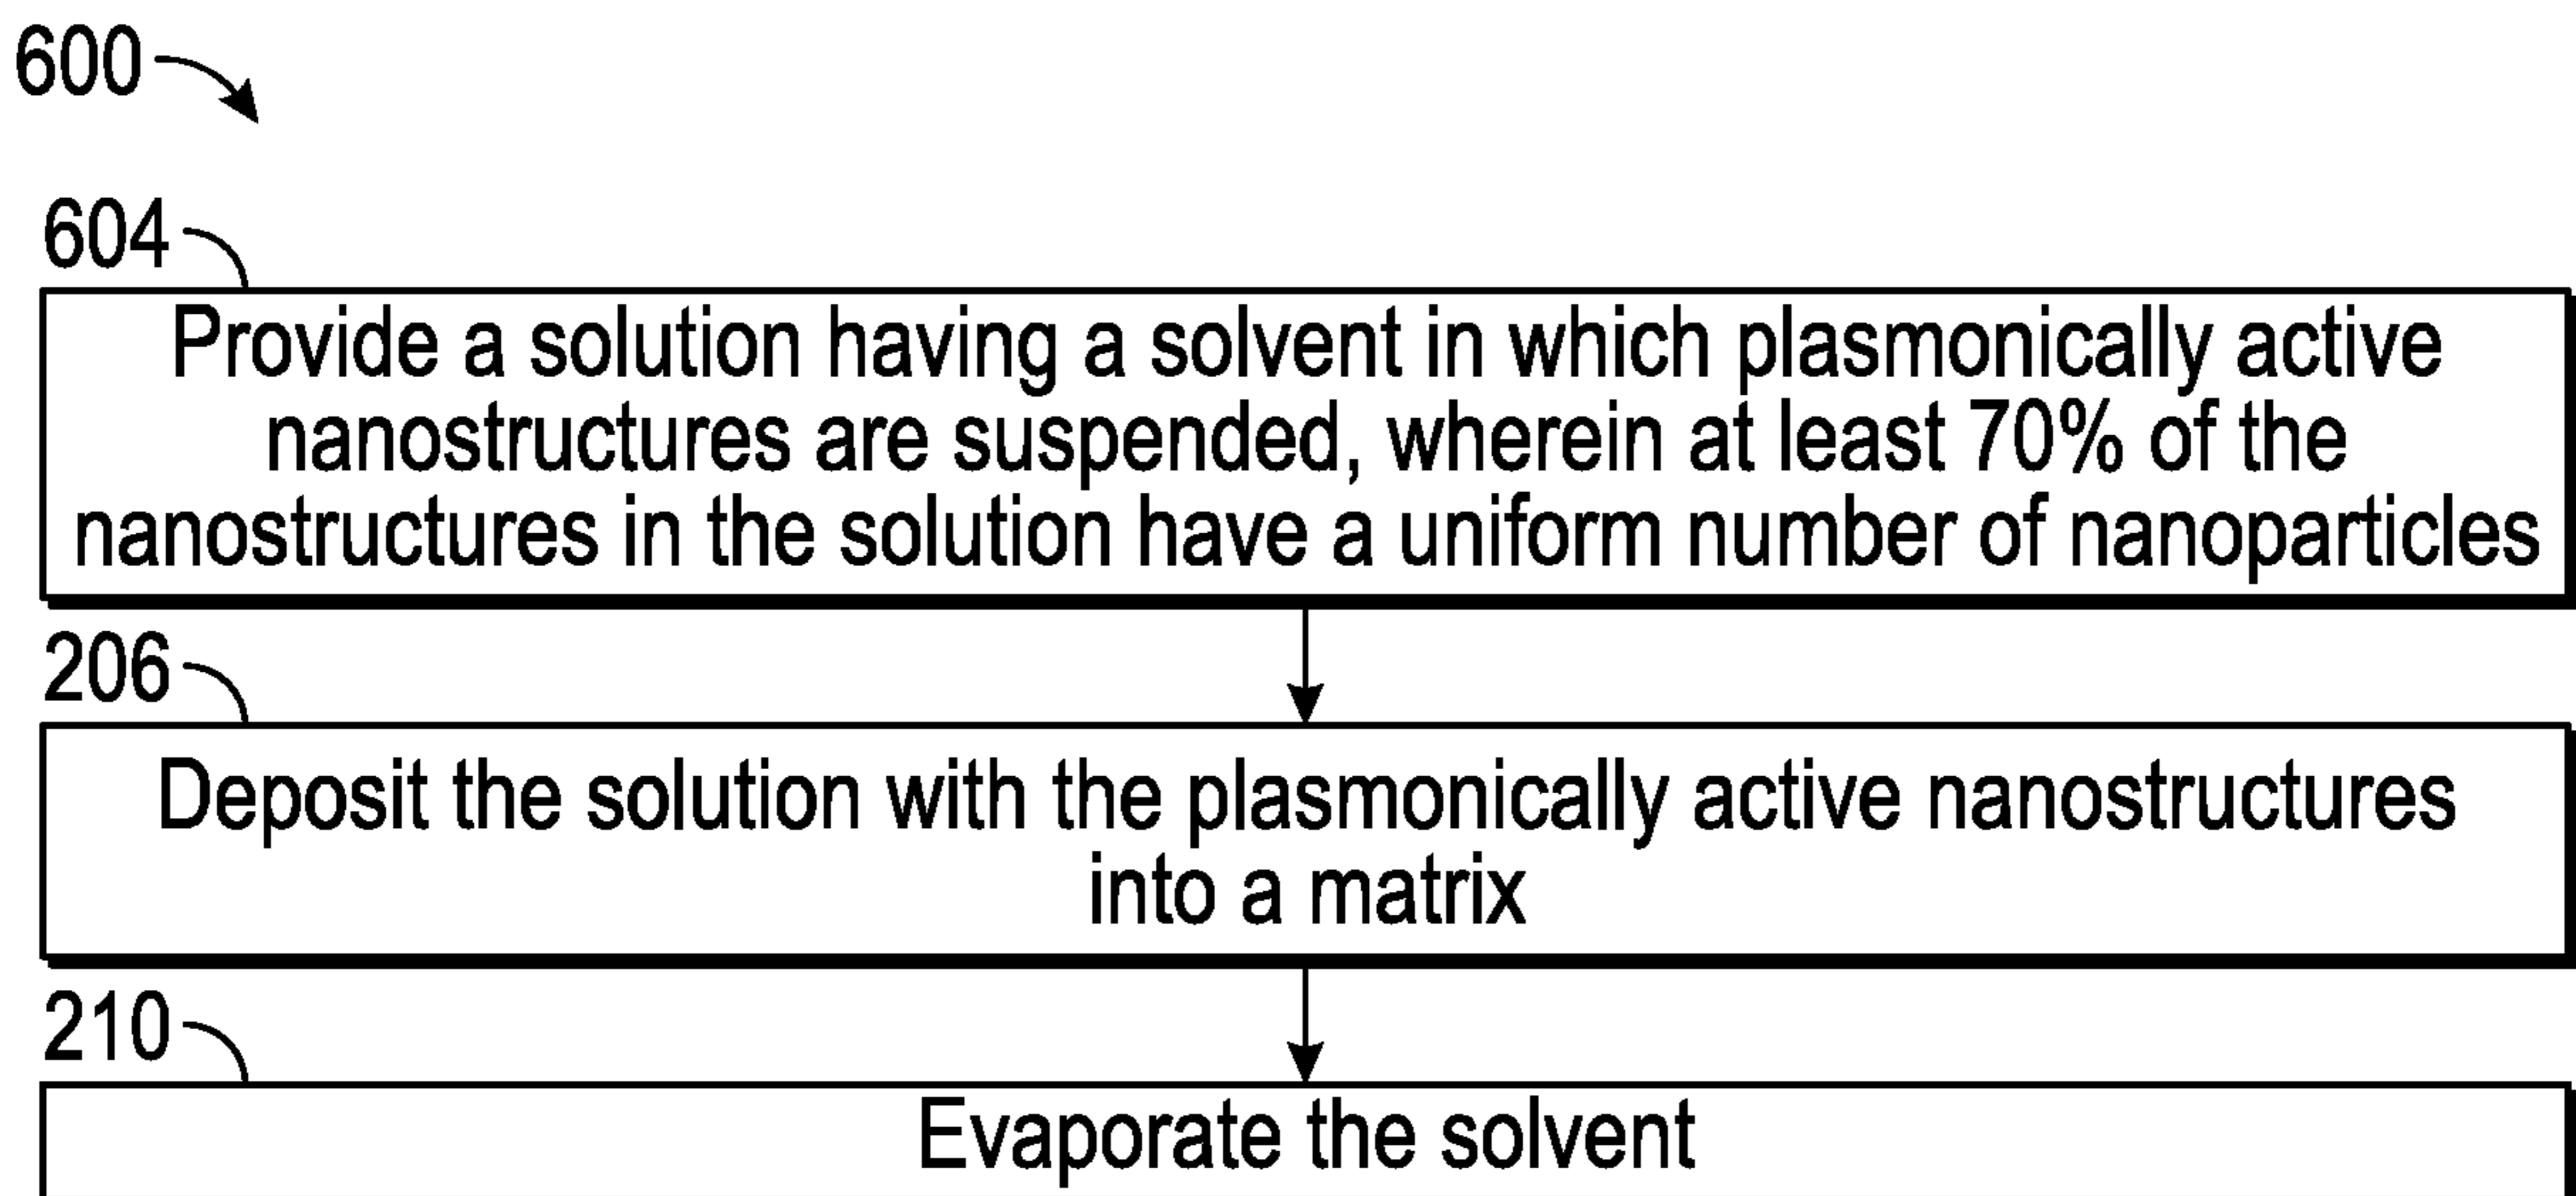 600
604
Provide a solution having a solvent in which plasmonically active
nanostructures are suspended, wherein at least 70% of the
nanostructures in the solution have a uniform number of nanoparticles
206
Deposit the solution with the plasmonically active nanostructures
into a matrix
210
Evaporate the solvent